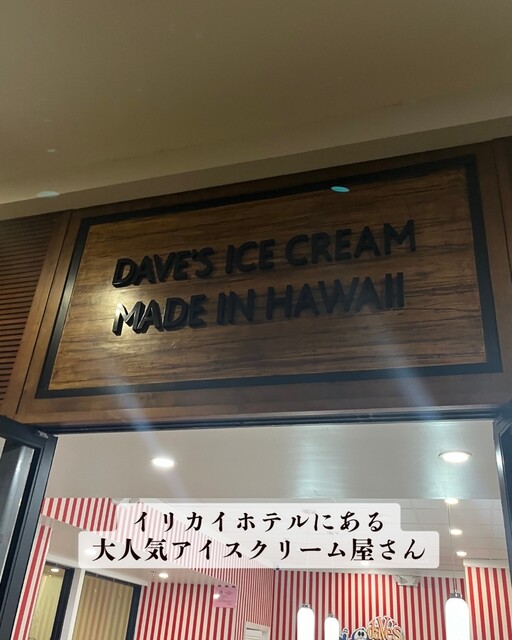 DAVE'S ICE CREAM
MADE IN HAWAII
イリカイホテルにある
大人気アイスクリーム屋さん
Dave's